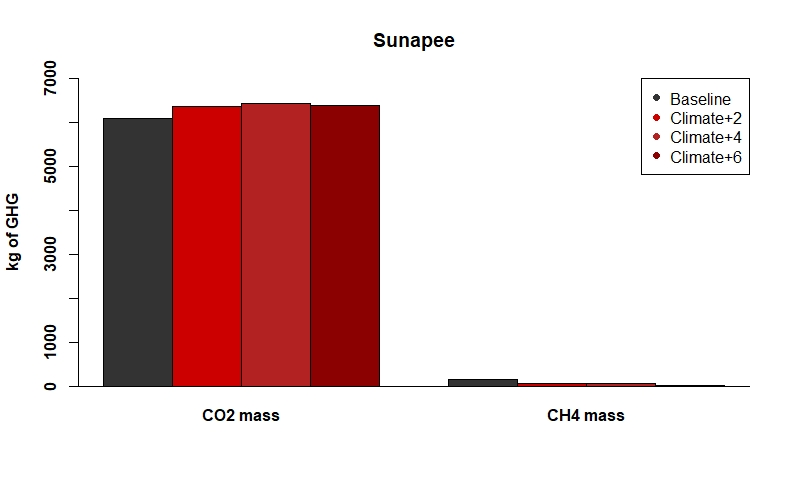 Sunapee
kg of GHG
7000
5000
3000
1000
0
Baseline
Climate+2
Climate+4
Climate+6
CO2 mass
CH4 mass